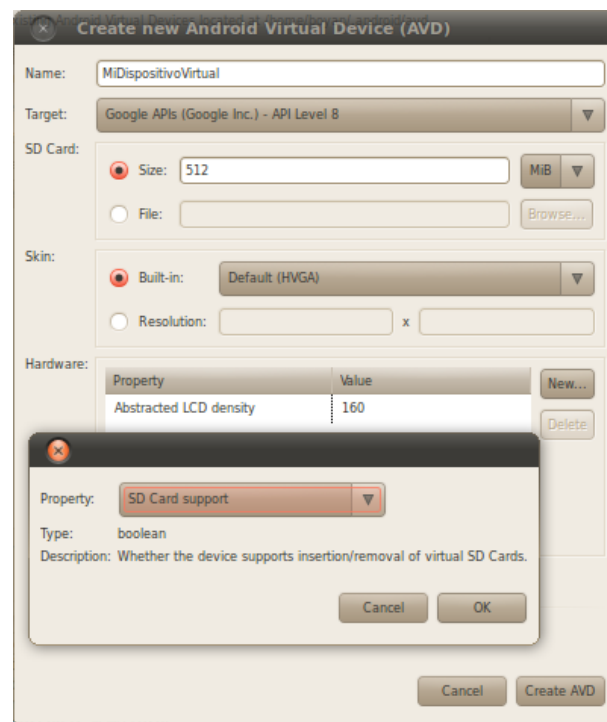 Create new Android Virtual Device (AVD)
Name: MiDispositivoVirtual
Target: Google APIs (Google Inc.) - API Level 8
SD Card:
Size: 512 MiB
File: Browse...
Skin:
Built-in: Default (HVGA)
Resolution: x
Hardware:
Property Value New...
Abstracted LCD density 160
Delete
Property: SD Card support
Type: boolean
Description: Whether the device supports insertion/removal of virtual SD Cards.
Cancel OK
Cancel Create AVD